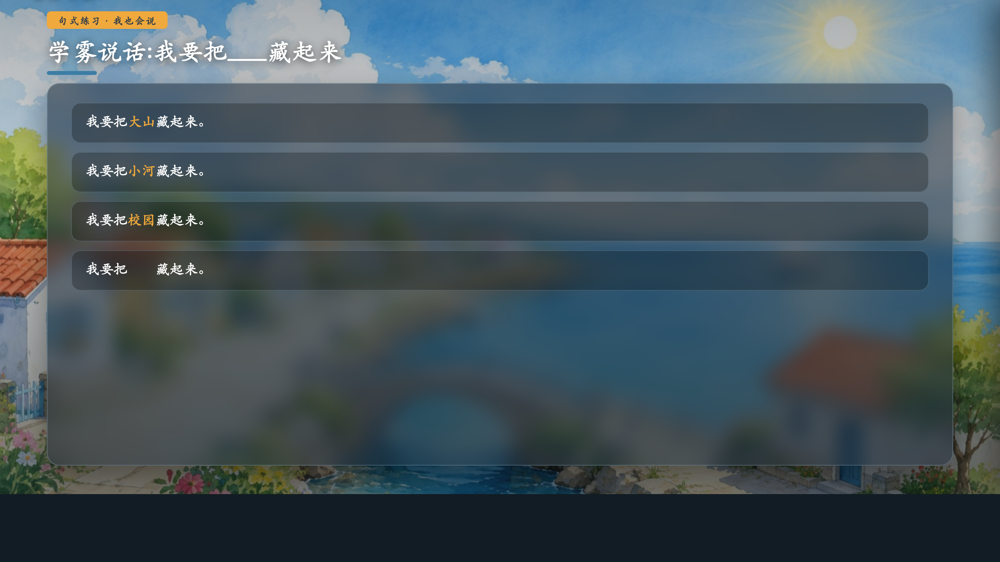 句式练习 · 我也会说
学雾说话:我要把___藏起来
我要把大山藏起来。
我要把小河藏起来。
我要把校园藏起来。
我要把  藏起来。